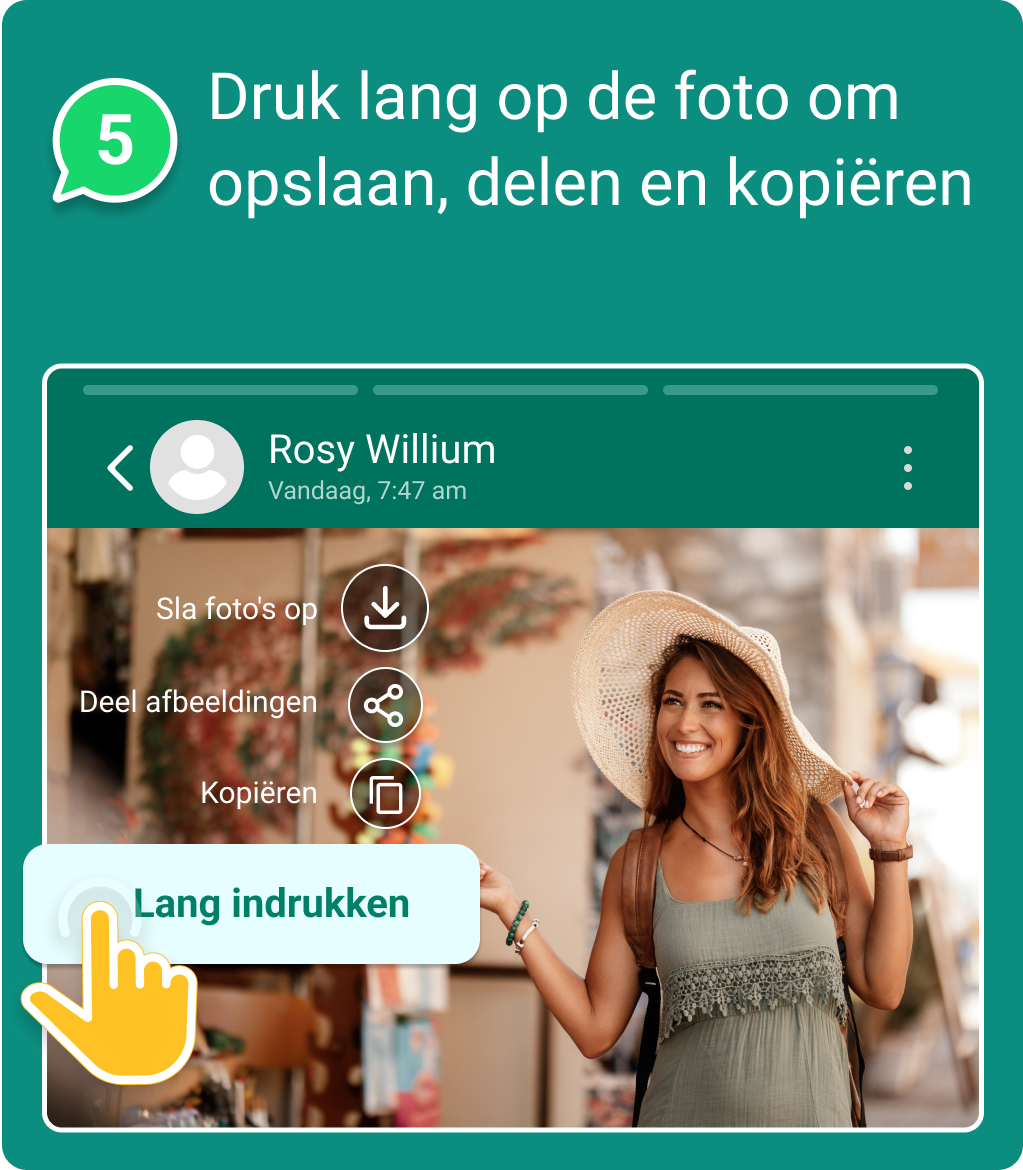 5
Druk lang op de foto om
opslaan, delen en kopiëren
Rosy Willium
Vandaag, 7:47 am
Sla foto's op
Deel afbeeldingen
Kopiëren
Lang indrukken